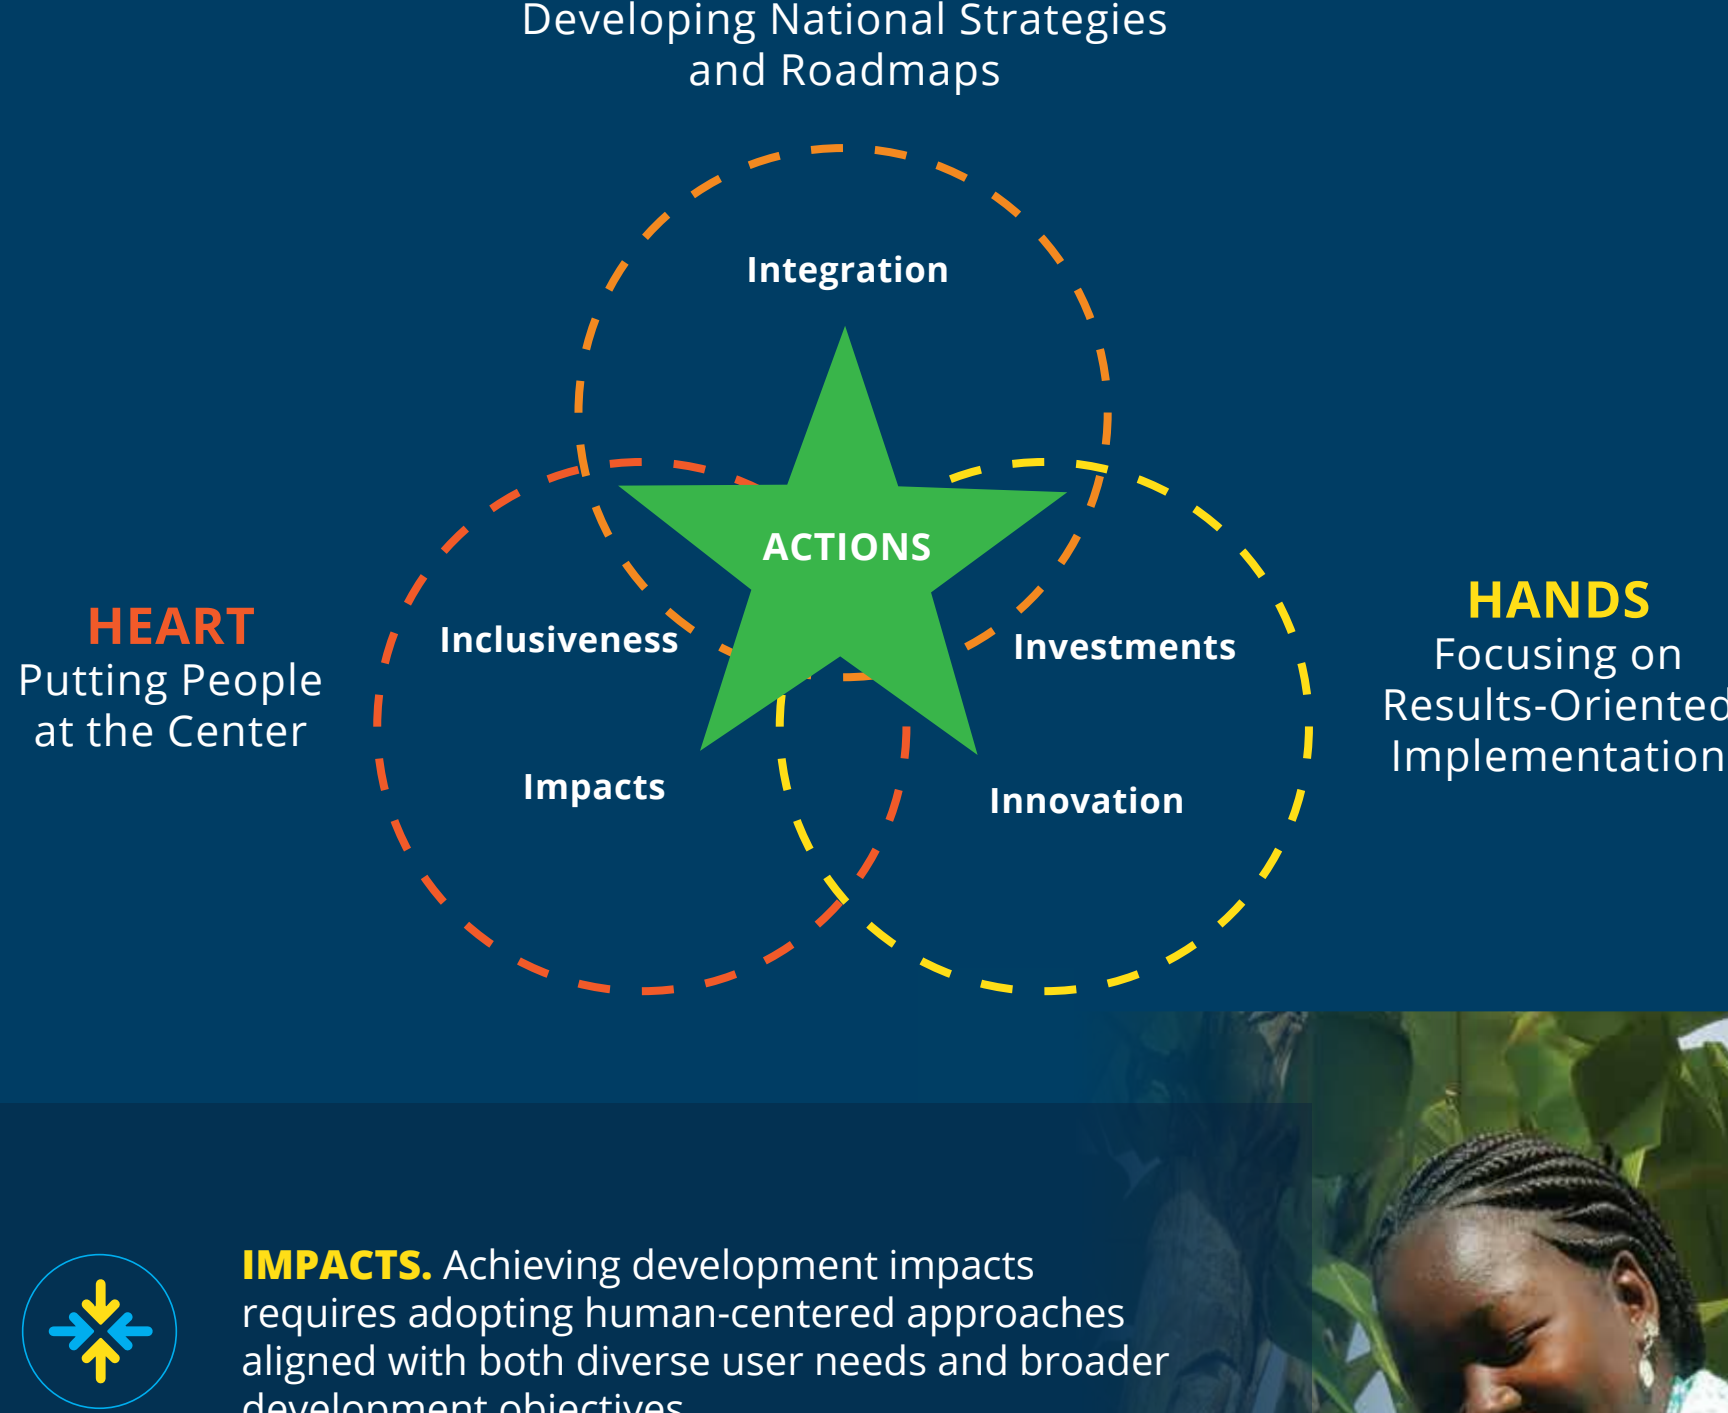 Developing National Strategies
and Roadmaps
Integration
ACTIONS
HEART
Putting People
at the Center
Inclusiveness
Investments
HANDS
Focusing on
Results-Oriented
Implementation
Impacts
Innovation
IMPACTS. Achieving development impacts
requires adopting human-centered approaches
aligned with both diverse user needs and broader
development objectives